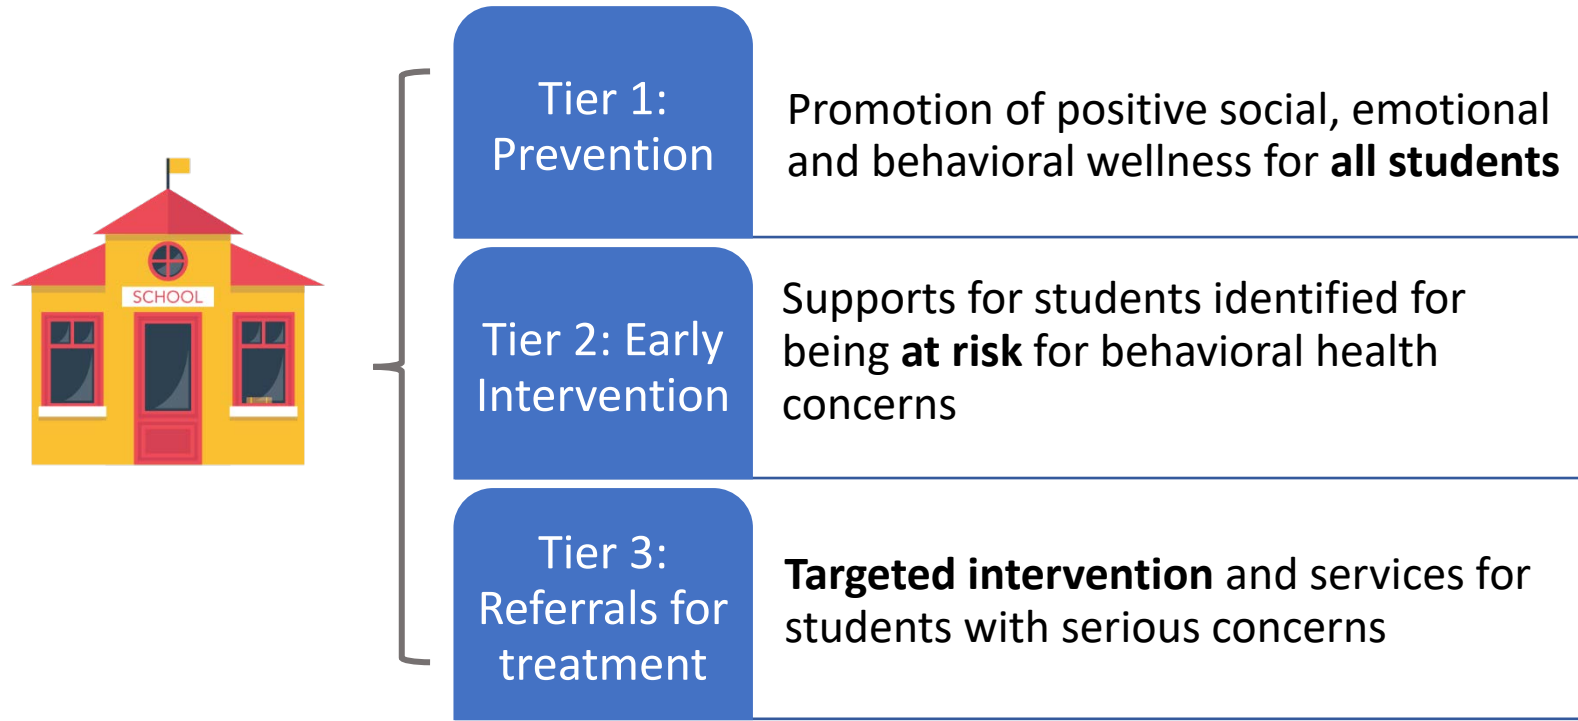 SCHOOL
Tier 1:
Prevention
Promotion of positive social, emotional
and behavioral wellness for all students
Tier 2: Early
Intervention
Supports for students identified for
being at risk for behavioral health
concerns
Tier 3:
Referrals for
treatment
Targeted intervention and services for
students with serious concerns